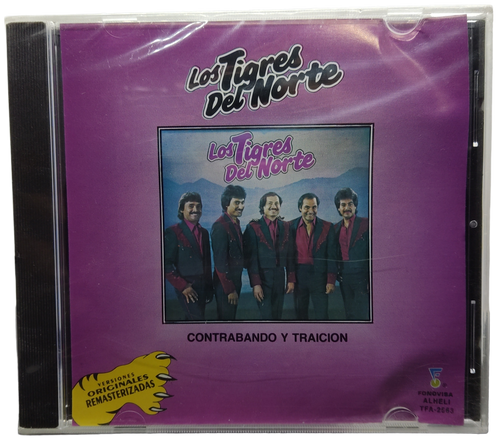 Los Tigres
Del Norte
Los Tigres
Del Norte
CONTRABANDO Y TRAICION
VERSIONES
ORIGINALES
REMASTERIZADAS
FONOVISA
ALHELI